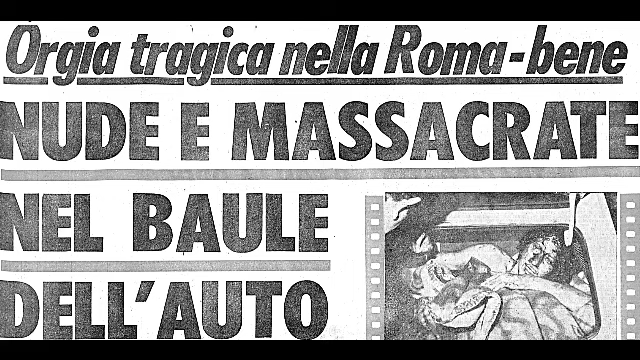 Orgia tragica nella Roma-bene
NUDE E MASSACRATE
NEL BAULE
DELL'AUTO